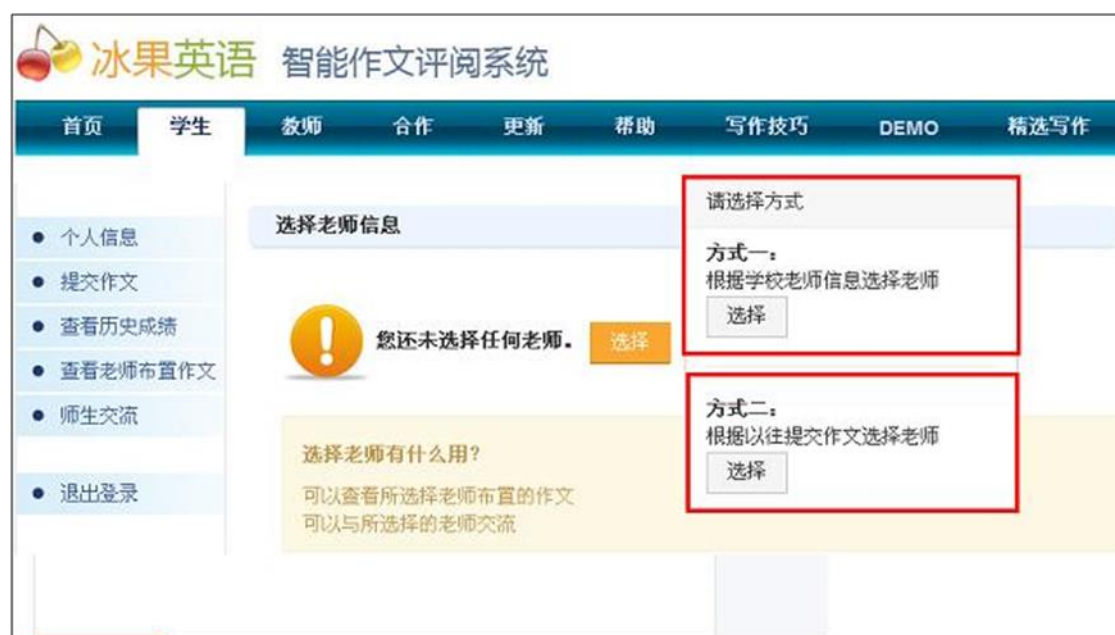 冰果英语 智能作文评阅系统
首页 学生 教师 合作 更新 帮助 写作技巧 DEMO 精选写作
个人信息
提交作文
查看历史成绩
查看老师布置作文
师生交流
退出登录
选择老师信息
您还未选择任何老师。 选择
选择老师有什么用?
可以查看所选择老师布置的作文
可以与所选择的老师交流
请选择方式
方式一:
根据学校老师信息选择老师
选择
方式二:
根据以往提交作文选择老师
选择